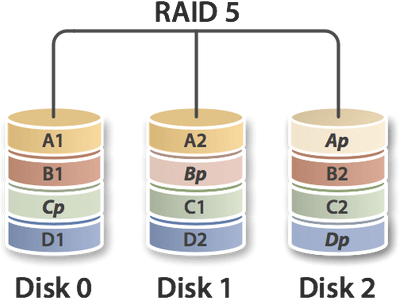 RAID 5
A1 A2 Ap
B1 Bp B2
Cp C1 C2
D1 D2 Dp
Disk 0 Disk 1 Disk 2